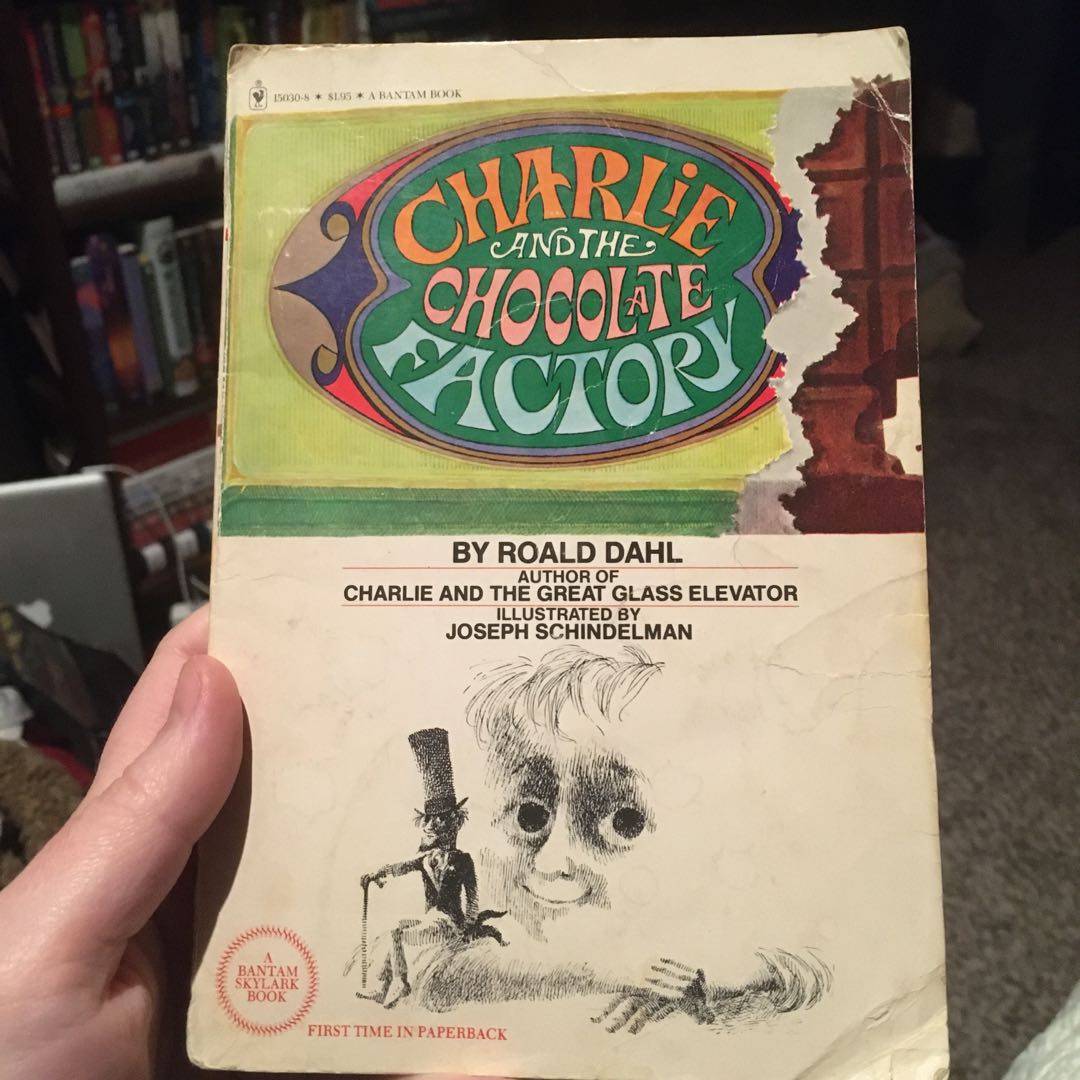 15030-8 * $1.95 * A BANTAM BOOK
CHARLiE
AND THE
CHOCOLATE
FACTORY
BY ROALD DAHL
AUTHOR OF
CHARLIE AND THE GREAT GLASS ELEVATOR
ILLUSTRATED BY
JOSEPH SCHINDELMAN
A
BANTAM
SKYLARK
BOOK
FIRST TIME IN PAPERBACK